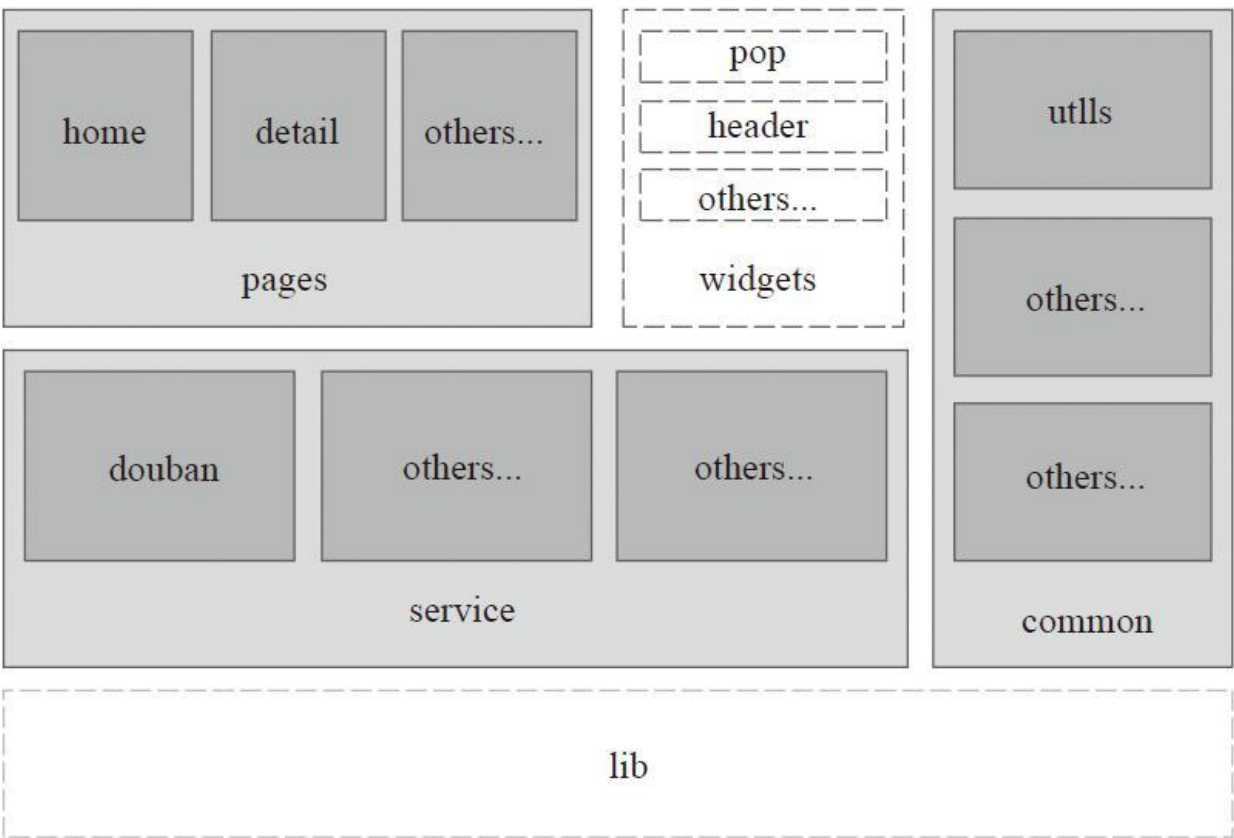 home
detail
others...
pages
pop
header
others...
widgets
utlls
others...
others...
common
douban
others...
others...
service
lib